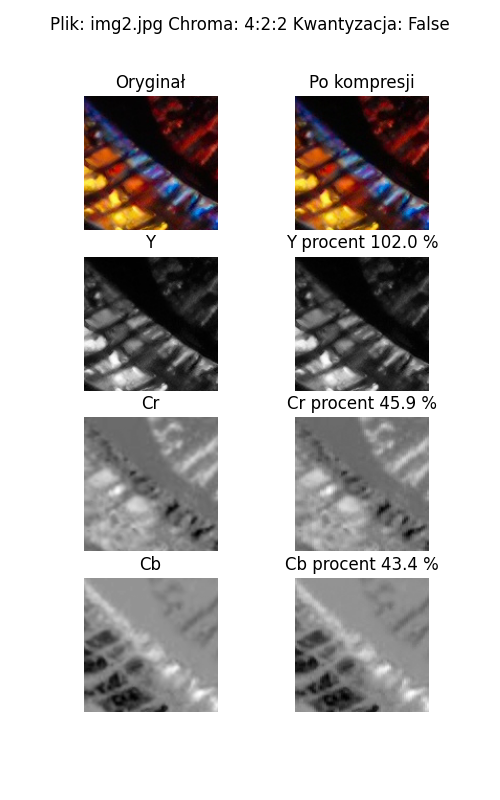 Plik: img2.jpg Chroma: 4:2:2 Kwantyzacja: False
Oryginał
Po kompresji
Y
Y procent 102.0 %
Cr
Cr procent 45.9 %
Cb
Cb procent 43.4 %